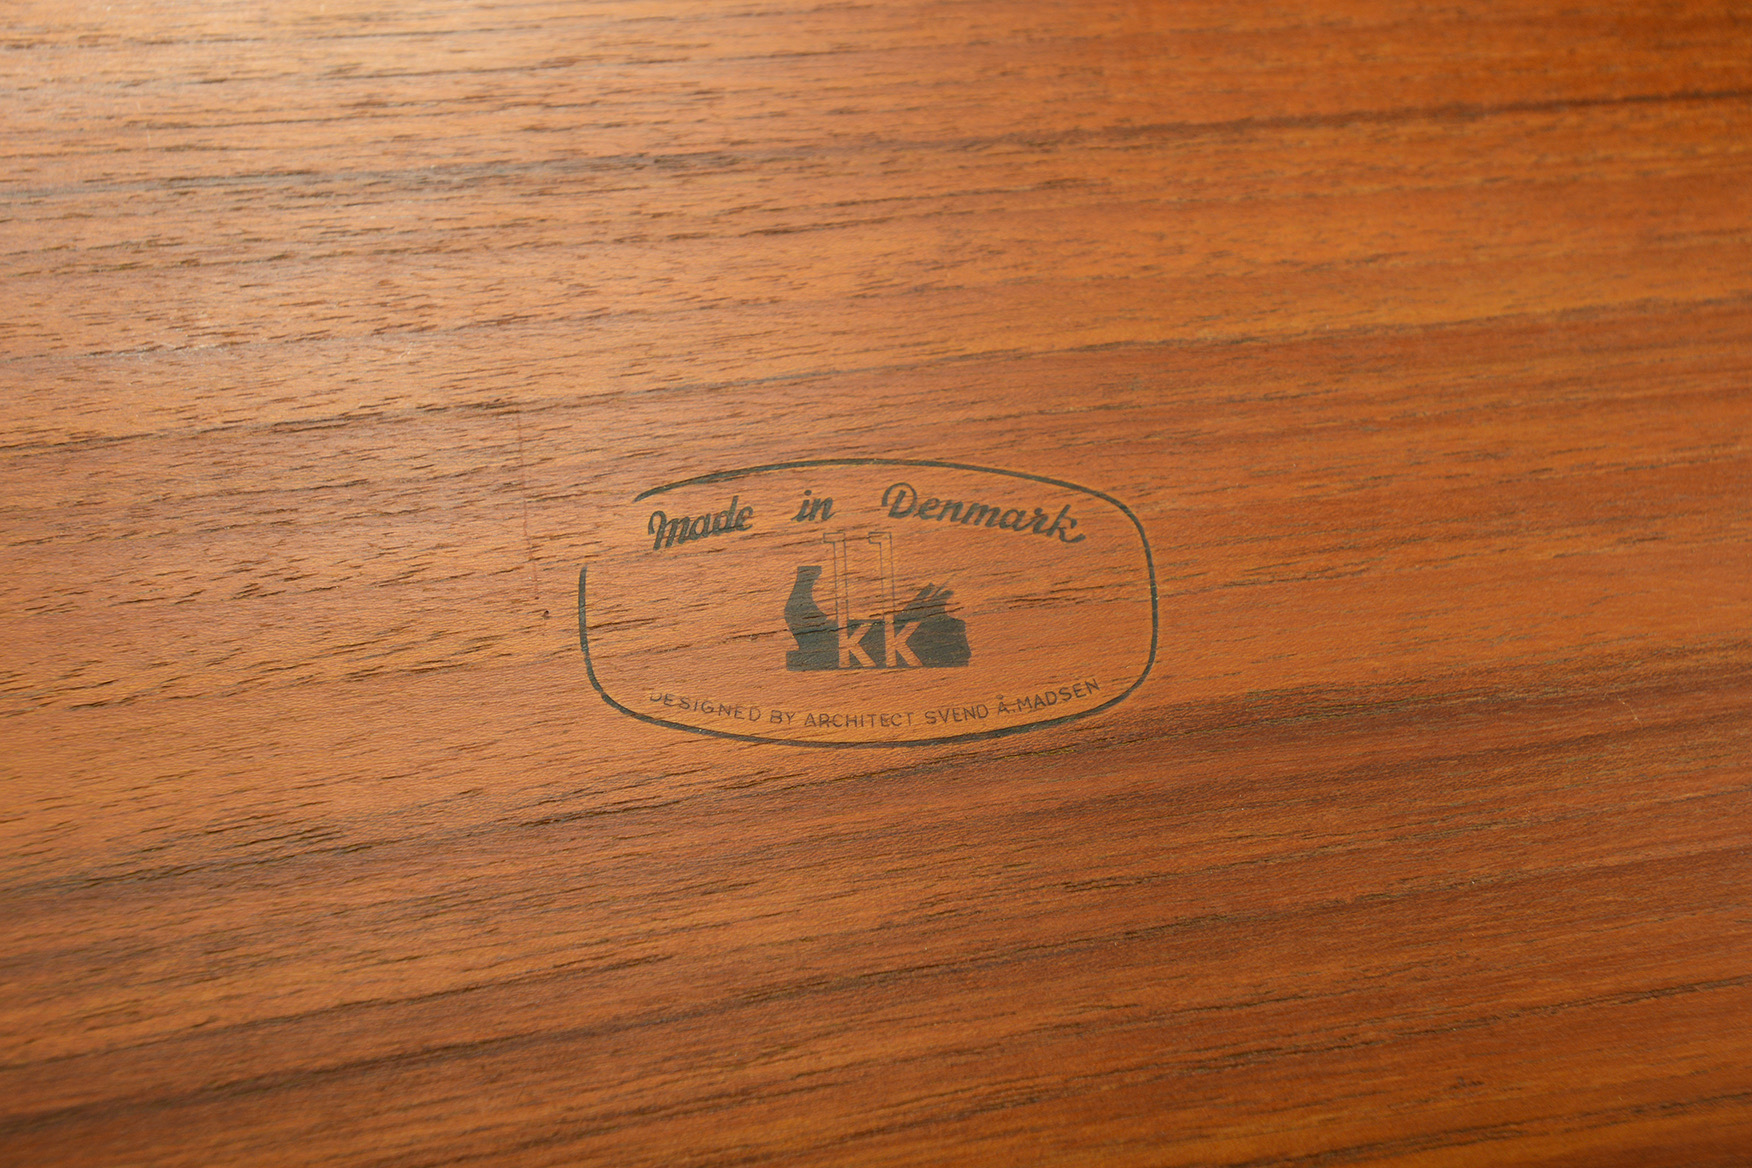 Made in Denmark
kk
DESIGNED BY ARCHITECT SVEND Å. MADSEN